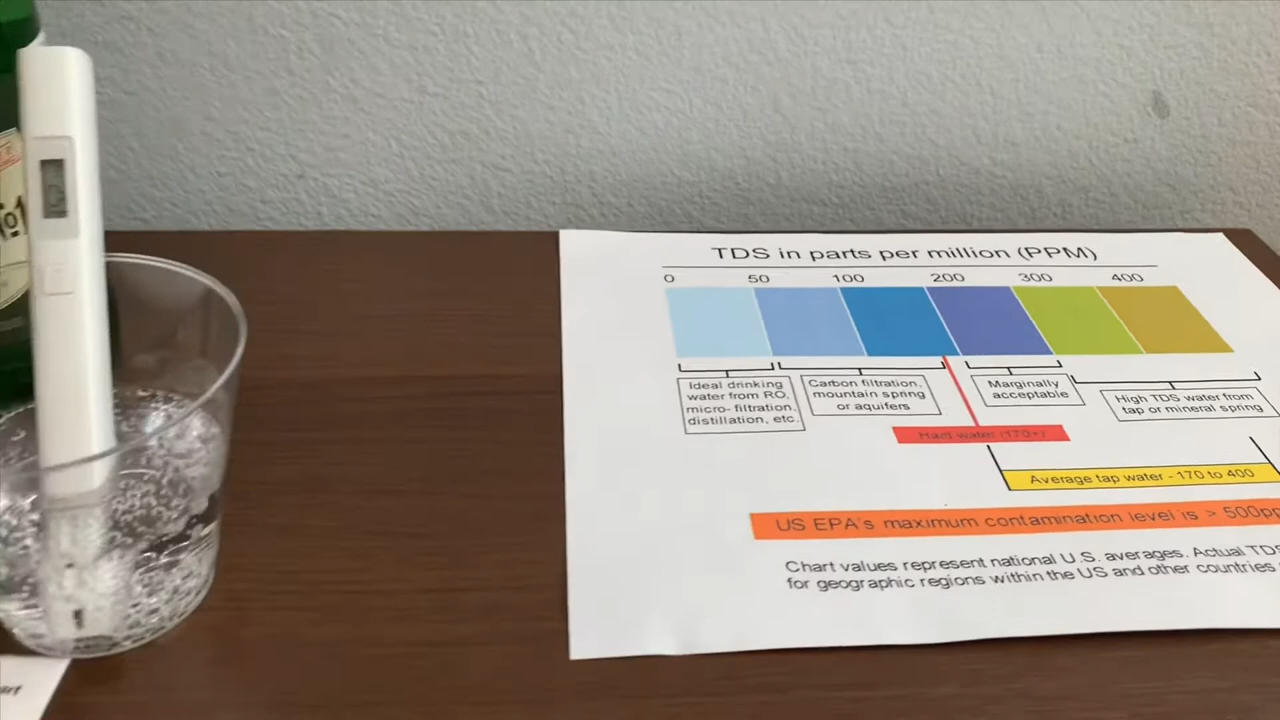 No1
TDS in parts per million (PPM)
0 50 100 200 300 400
Ideal drinking
water from RO,
micro- filtration,
distillation, etc.
Carbon filtration,
mountain spring
or aquifers
Marginally
acceptable
High TDS water from
tap or mineral spring
Hard water (170+)
Average tap water - 170 to 400
US EPA's maximum contamination level is > 500pp
Chart values represent national U.S. averages. Actual TDS
for geographic regions within the US and other countries